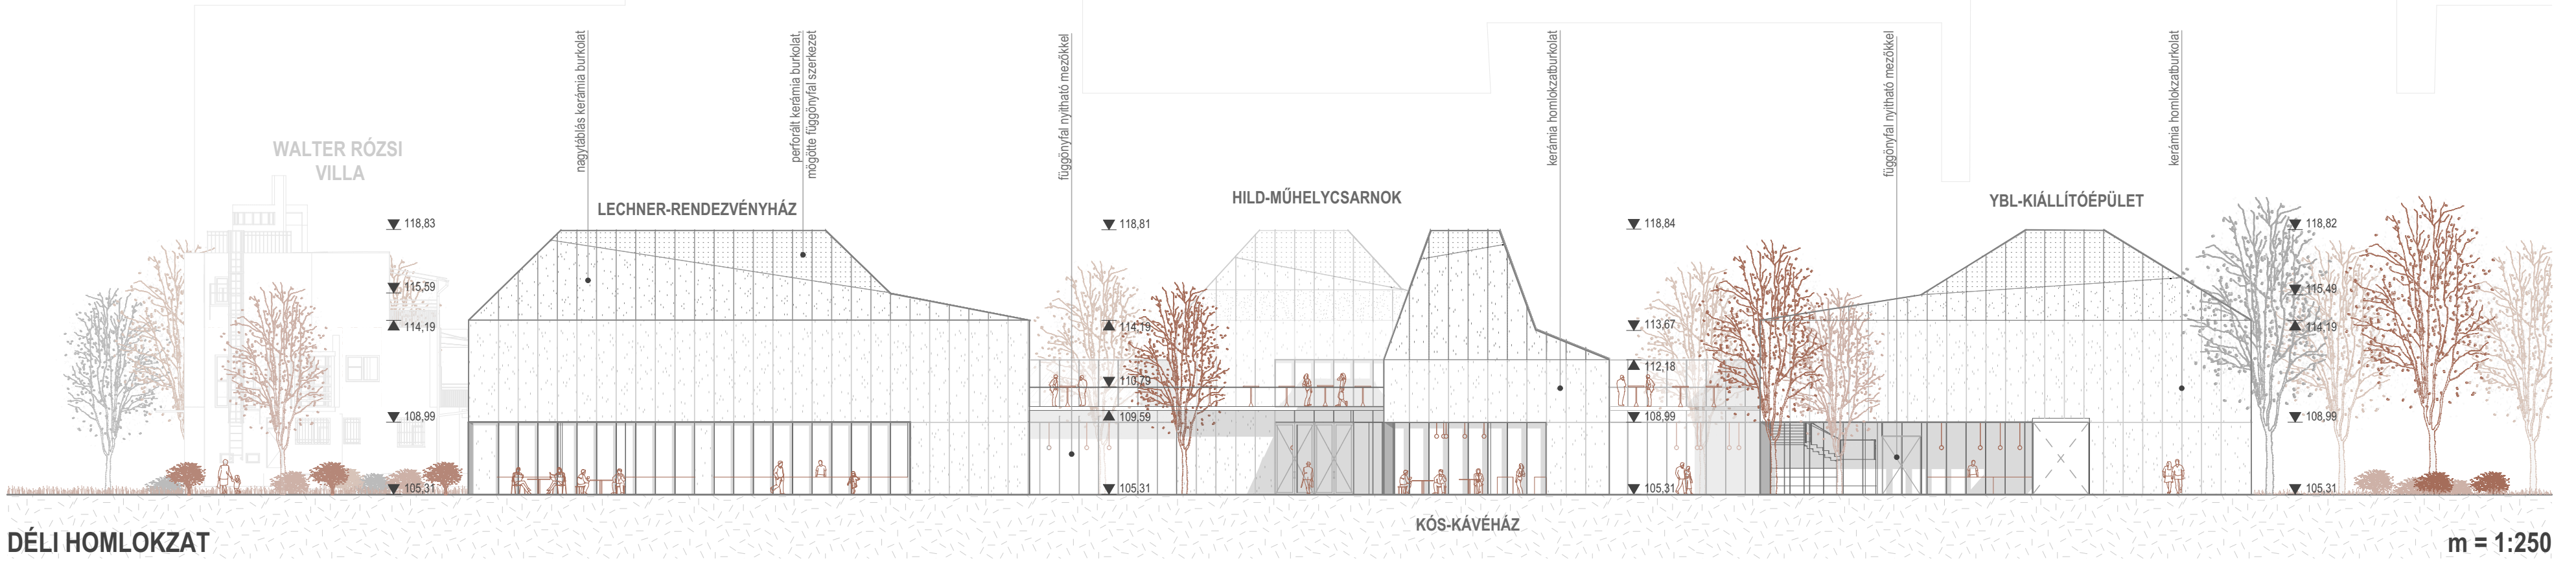 nagytáblás kerámia burkolat
perforált kerámia burkolat,
mögötte függönyfal szerkezet
függönyfal nyitható mezőkkel
kerámia homlokzatburkolat
függönyfal nyitható mezőkkel
kerámia homlokzatburkolat
WALTER RÓZSI
VILLA
LECHNER-RENDEZVÉNYHÁZ
HILD-MŰHELYCSARNOK
YBL-KIÁLLÍTÓÉPÜLET
118,83
115,59
114,19
108,99
105,31
118,81
114,19
110,79
109,59
105,31
118,84
113,67
112,18
108,99
105,31
118,82
115,49
114,19
108,99
105,31
KÓS-KÁVÉHÁZ
DÉLI HOMLOKZAT
m = 1:250